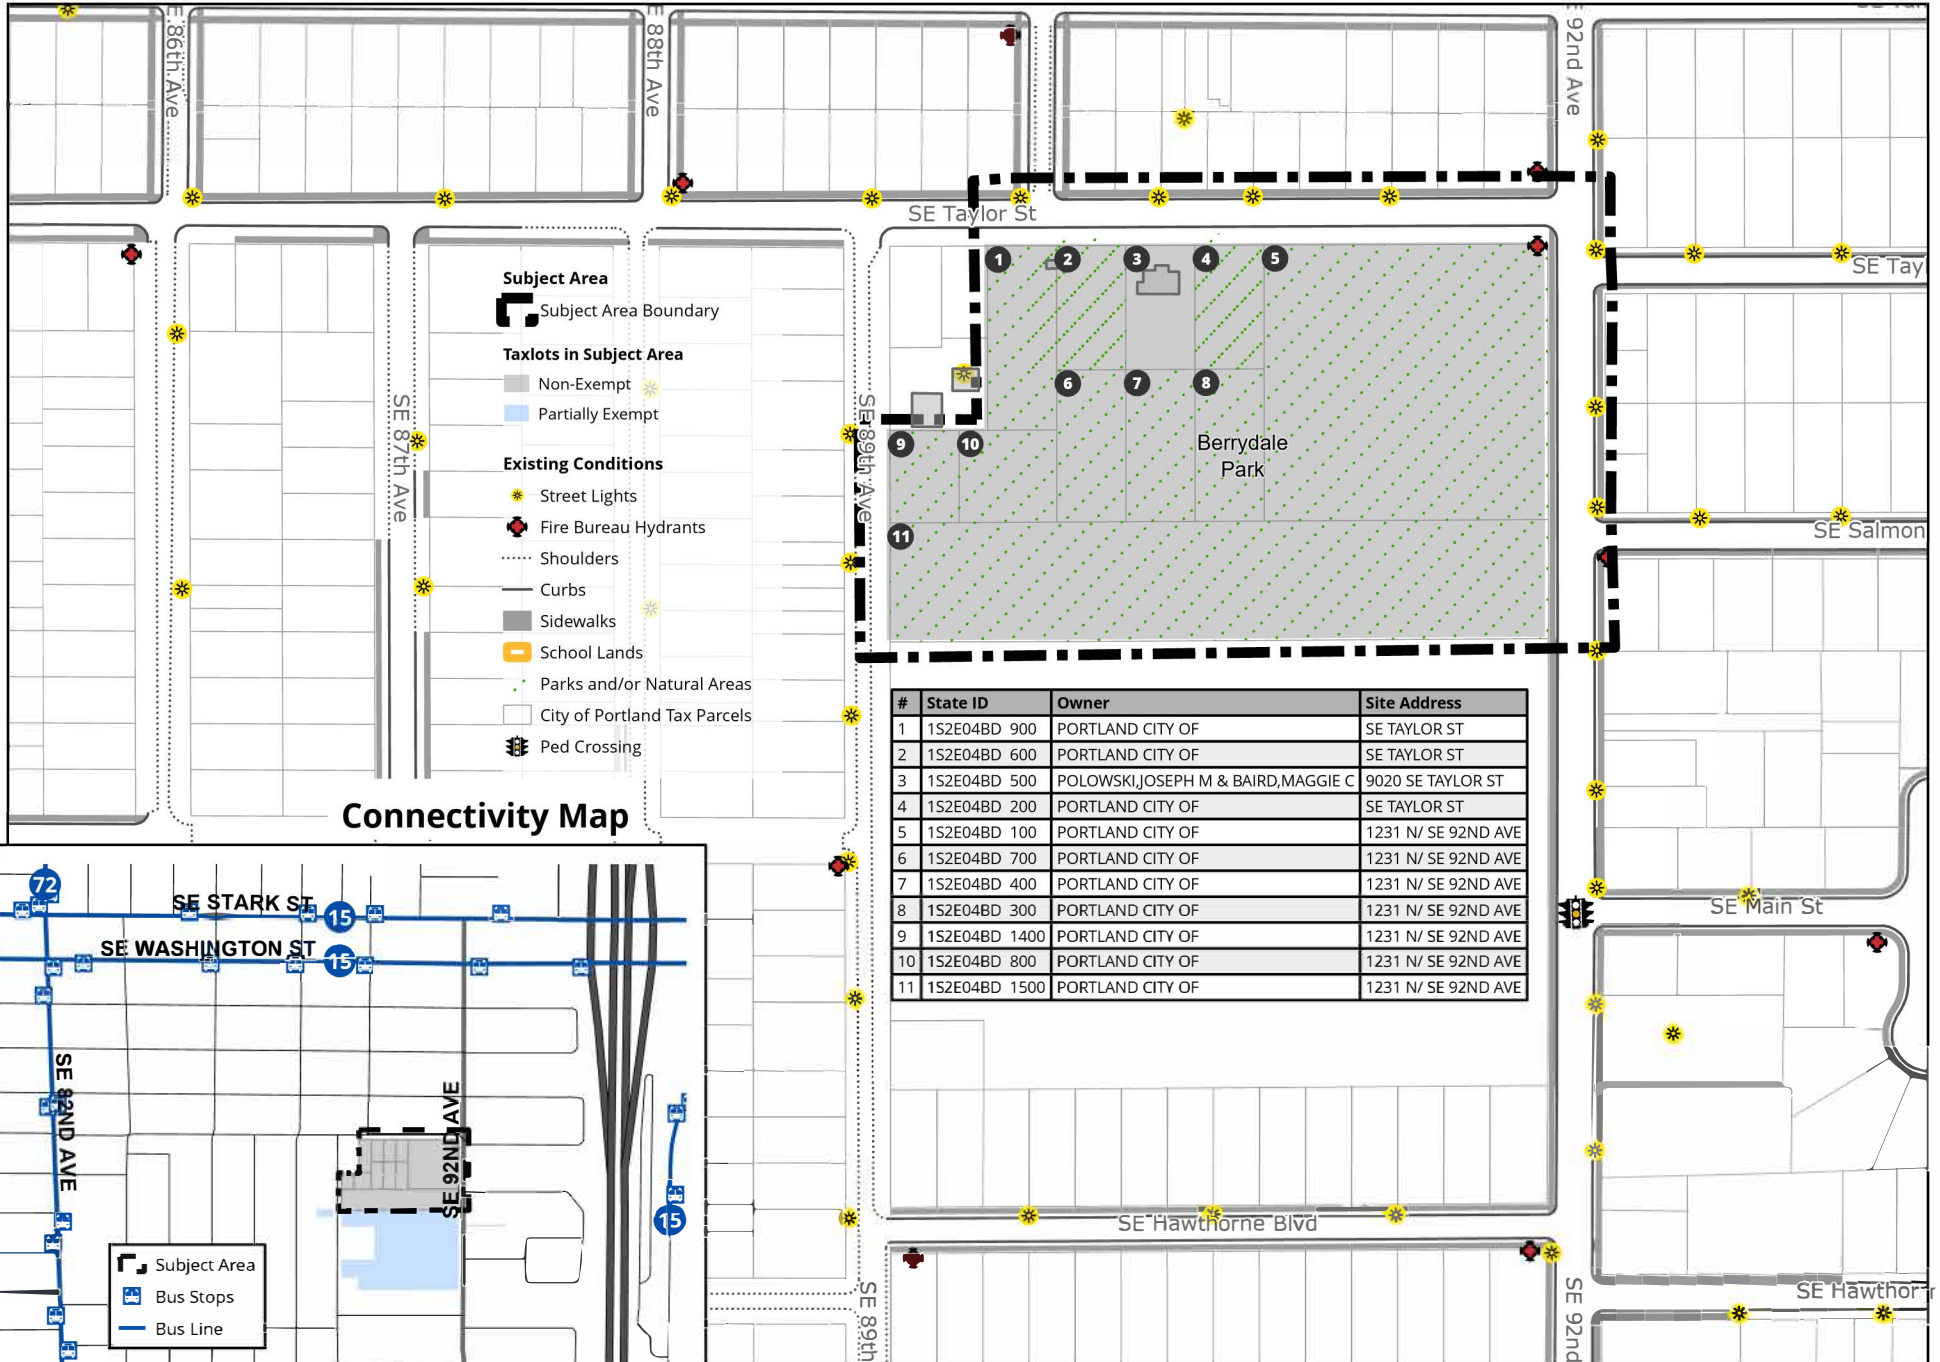 E 86th Ave
E 88th Ave
E 92nd Ave
SE Taylor St
SE Tayl
SE 87th Ave
SE 89th Ave
Subject Area
Subject Area Boundary
Taxlots in Subject Area
Non-Exempt
Partially Exempt
Existing Conditions
Street Lights
Fire Bureau Hydrants
Shoulders
Curbs
Sidewalks
School Lands
Parks and/or Natural Areas
City of Portland Tax Parcels
Ped Crossing
1 2 3 4 5
6 7 8
9 10
11
Berrydale
Park
SE Salmon
# State ID Owner Site Address
1 1S2E04BD 900 PORTLAND CITY OF SE TAYLOR ST
2 1S2E04BD 600 PORTLAND CITY OF SE TAYLOR ST
3 1S2E04BD 500 POLOWSKI,JOSEPH M & BAIRD,MAGGIE C 9020 SE TAYLOR ST
4 1S2E04BD 200 PORTLAND CITY OF SE TAYLOR ST
5 1S2E04BD 100 PORTLAND CITY OF 1231 N/ SE 92ND AVE
6 1S2E04BD 700 PORTLAND CITY OF 1231 N/ SE 92ND AVE
7 1S2E04BD 400 PORTLAND CITY OF 1231 N/ SE 92ND AVE
8 1S2E04BD 300 PORTLAND CITY OF 1231 N/ SE 92ND AVE
9 1S2E04BD 1400 PORTLAND CITY OF 1231 N/ SE 92ND AVE
10 1S2E04BD 800 PORTLAND CITY OF 1231 N/ SE 92ND AVE
11 1S2E04BD 1500 PORTLAND CITY OF 1231 N/ SE 92ND AVE
SE Main St
SE Hawthorne Blvd
SE 89th
SE 92nd
SE Hawthor
Connectivity Map
72
SE STARK ST
15
SE WASHINGTON ST
15
SE 82ND AVE
SE 92ND AVE
15
Subject Area
Bus Stops
Bus Line